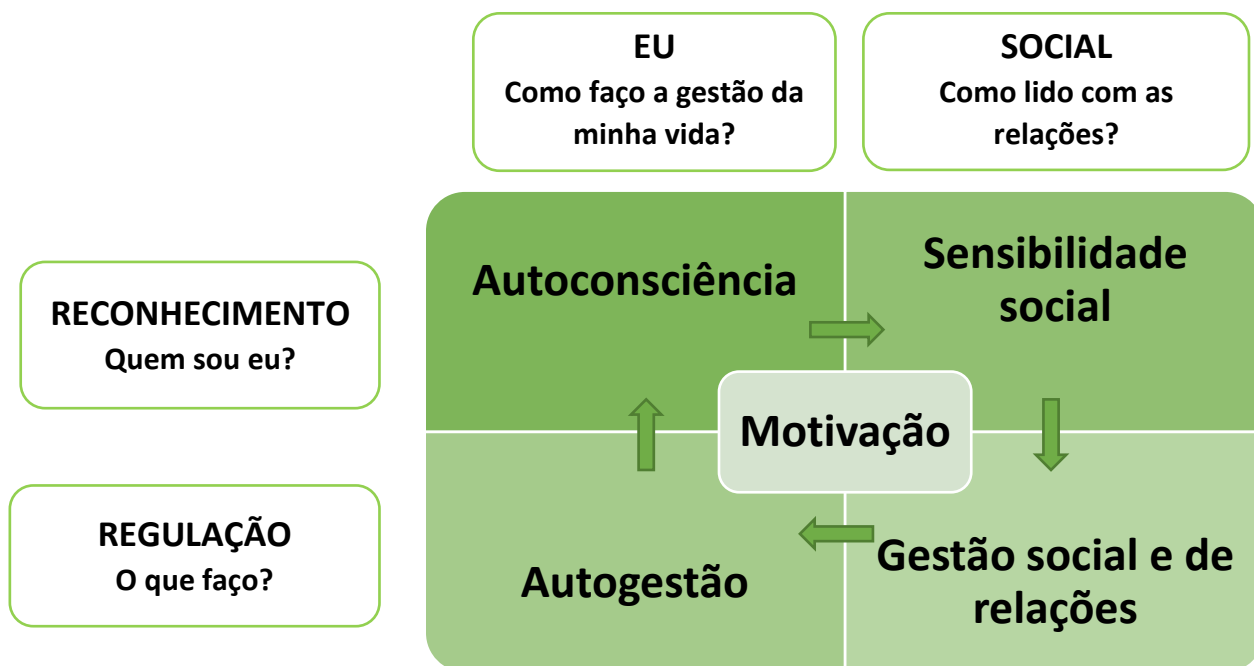 EU
Como faço a gestão da
minha vida?
SOCIAL
Como lido com as
relações?
RECONHECIMENTO
Quem sou eu?
Autoconsciência
Sensibilidade
social
Motivação
REGULAÇÃO
O que faço?
Autogestão
Gestão social e de
relações